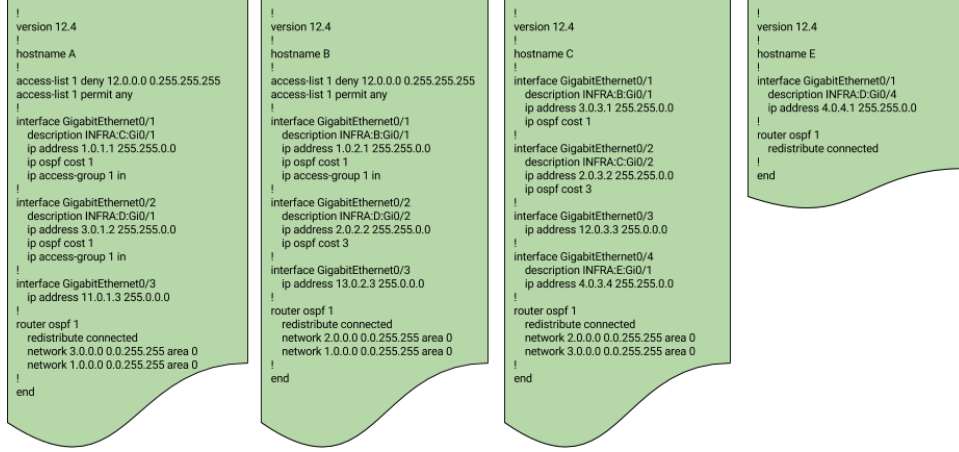 !
version 12.4
!
hostname A
!
access-list 1 deny 12.0.0.0 0.255.255.255
access-list 1 permit any
!
interface GigabitEthernet0/1
description INFRA:C:Gi0/1
ip address 1.0.1.1 255.255.0.0
ip ospf cost 1
ip access-group 1 in
!
interface GigabitEthernet0/2
description INFRA:D:Gi0/1
ip address 3.0.1.2 255.255.0.0
ip ospf cost 1
ip access-group 1 in
!
interface GigabitEthernet0/3
ip address 11.0.1.3 255.0.0.0
!
router ospf 1
redistribute connected
network 3.0.0.0 0.0.255.255 area 0
network 1.0.0.0 0.0.255.255 area 0
!
end
!
version 12.4
!
hostname B
!
access-list 1 deny 12.0.0.0 0.255.255.255
access-list 1 permit any
!
interface GigabitEthernet0/1
description INFRA:B:Gi0/1
ip address 1.0.2.1 255.255.0.0
ip ospf cost 1
ip access-group 1 in
!
interface GigabitEthernet0/2
description INFRA:D:Gi0/2
ip address 2.0.2.2 255.255.0.0
ip ospf cost 3
!
interface GigabitEthernet0/3
ip address 13.0.2.3 255.0.0.0
!
router ospf 1
redistribute connected
network 2.0.0.0 0.0.255.255 area 0
network 1.0.0.0 0.0.255.255 area 0
!
end
!
version 12.4
!
hostname C
!
interface GigabitEthernet0/1
description INFRA:B:Gi0/1
ip address 3.0.3.1 255.255.0.0
ip ospf cost 1
!
interface GigabitEthernet0/2
description INFRA:C:Gi0/2
ip address 2.0.3.2 255.255.0.0
ip ospf cost 3
!
interface GigabitEthernet0/3
ip address 12.0.3.3 255.0.0.0
!
interface GigabitEthernet0/4
description INFRA:E:Gi0/1
ip address 4.0.3.4 255.255.0.0
!
router ospf 1
redistribute connected
network 2.0.0.0 0.0.255.255 area 0
network 3.0.0.0 0.0.255.255 area 0
!
end
!
version 12.4
!
hostname E
!
interface GigabitEthernet0/1
description INFRA:D:Gi0/4
ip address 4.0.4.1 255.255.0.0
!
router ospf 1
redistribute connected
!
end